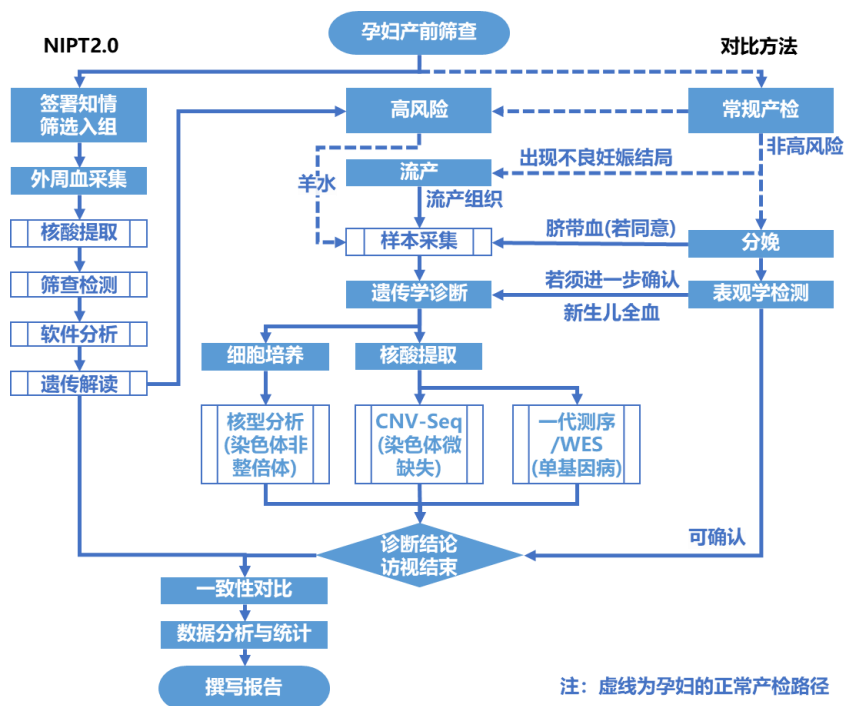 孕妇产前筛查
NIPT2.0
对比方法
签署知情
筛选入组
高风险
常规产检
外周血采集
羊水
流产
出现不良妊娠结局
非高风险
流产组织
核酸提取
样本采集
脐带血(若同意)
分娩
筛查检测
遗传学诊断
若须进一步确认
新生儿全血
表观学检测
软件分析
细胞培养
核酸提取
遗传解读
核型分析
(染色体非
整倍体)
CNV-Seq
(染色体微
缺失)
一代测序
/WES
(单基因病)
诊断结论
访视结束
可确认
一致性对比
数据分析与统计
撰写报告
注：虚线为孕妇的正常产检路径